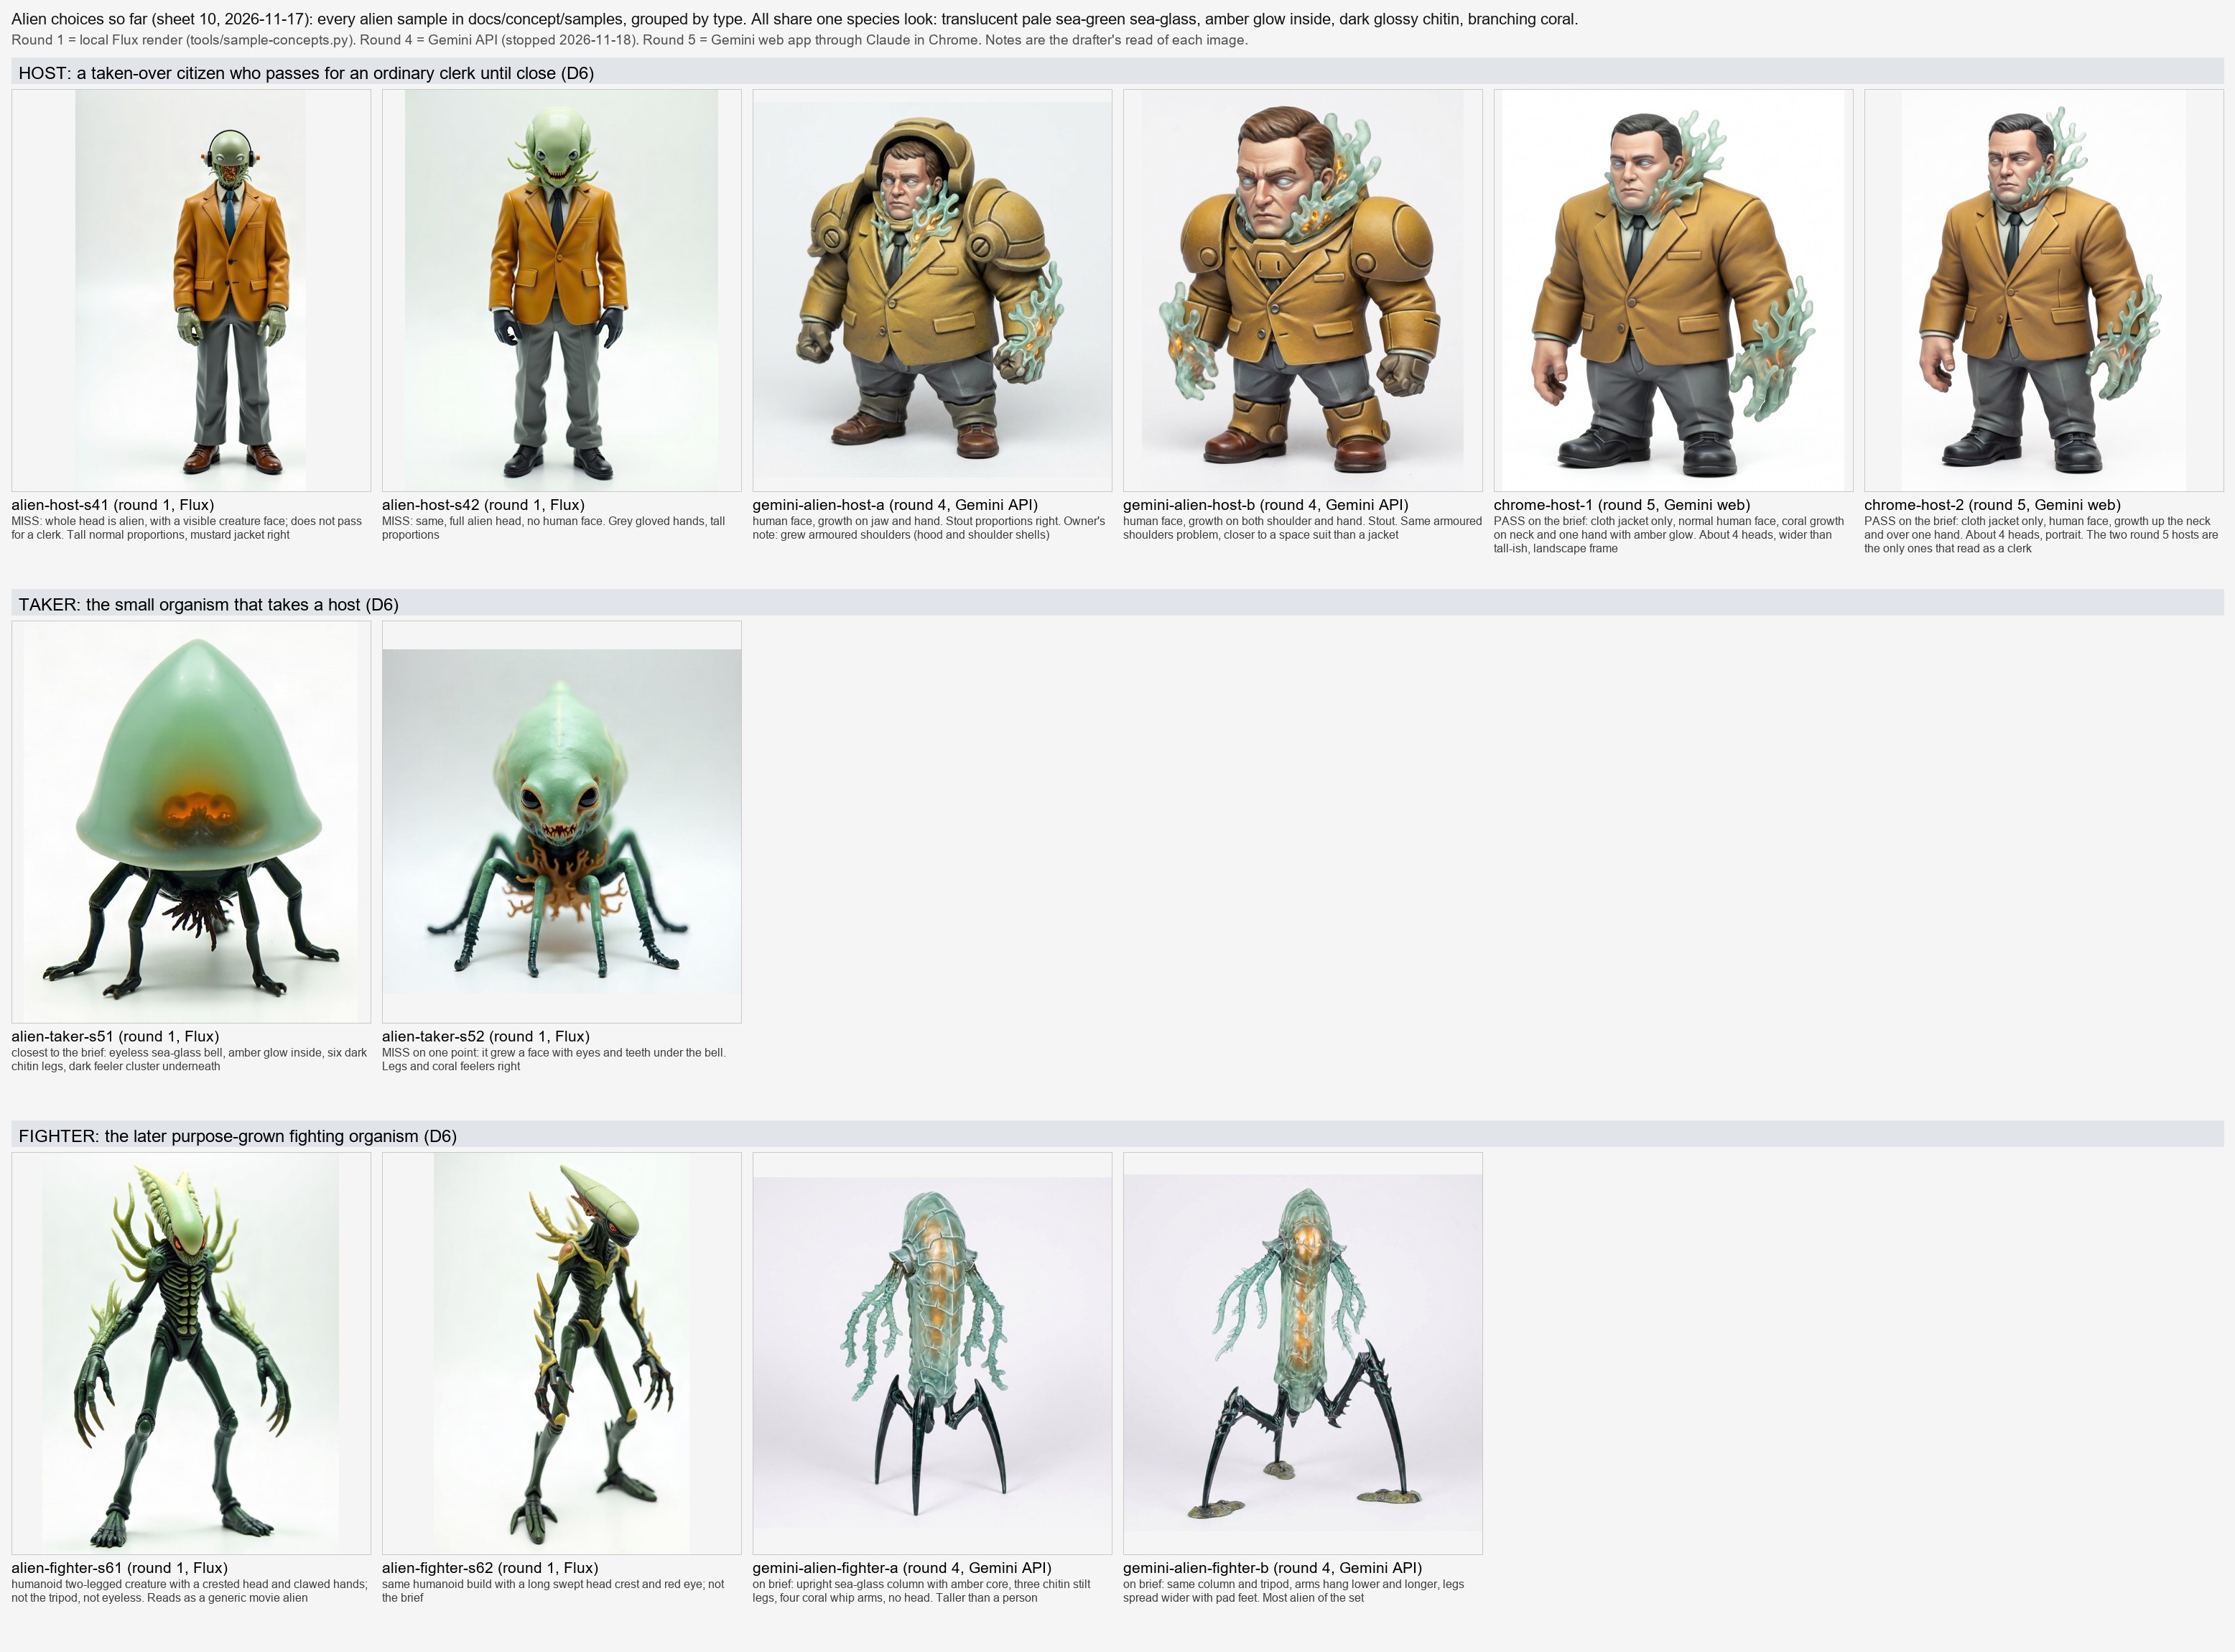 Alien choices so far (sheet 10, 2026-11-17): every alien sample in docs/concept/samples, grouped by type. All share one species look: translucent pale sea-green sea-glass, amber glow inside, dark glossy chitin, branching coral.
Round 1 = local Flux render (tools/sample-concepts.py). Round 4 = Gemini API (stopped 2026-11-18). Round 5 = Gemini web app through Claude in Chrome. Notes are the drafter's read of each image.
HOST: a taken-over citizen who passes for an ordinary clerk until close (D6)
alien-host-s41 (round 1, Flux)
MISS: whole head is alien, with a visible creature face; does not pass
for a clerk. Tall normal proportions, mustard jacket right
alien-host-s42 (round 1, Flux)
MISS: same, full alien head, no human face. Grey gloved hands, tall
proportions
gemini-alien-host-a (round 4, Gemini API)
human face, growth on jaw and hand. Stout proportions right. Owner's
note: grew armoured shoulders (hood and shoulder shells)
gemini-alien-host-b (round 4, Gemini API)
human face, growth on both shoulder and hand. Stout. Same armoured
shoulders problem, closer to a space suit than a jacket
chrome-host-1 (round 5, Gemini web)
PASS on the brief: cloth jacket only, normal human face, coral growth
on neck and one hand with amber glow. About 4 heads, wider than
tall-ish, landscape frame
chrome-host-2 (round 5, Gemini web)
PASS on the brief: cloth jacket only, human face, growth up the neck
and over one hand. About 4 heads, portrait. The two round 5 hosts are
the only ones that read as a clerk
TAKER: the small organism that takes a host (D6)
alien-taker-s51 (round 1, Flux)
closest to the brief: eyeless sea-glass bell, amber glow inside, six dark
chitin legs, dark feeler cluster underneath
alien-taker-s52 (round 1, Flux)
MISS on one point: it grew a face with eyes and teeth under the bell.
Legs and coral feelers right
FIGHTER: the later purpose-grown fighting organism (D6)
alien-fighter-s61 (round 1, Flux)
humanoid two-legged creature with a crested head and clawed hands;
not the tripod, not eyeless. Reads as a generic movie alien
alien-fighter-s62 (round 1, Flux)
same humanoid build with a long swept head crest and red eye; not
the brief
gemini-alien-fighter-a (round 4, Gemini API)
on brief: upright sea-glass column with amber core, three chitin stilt
legs, four coral whip arms, no head. Taller than a person
gemini-alien-fighter-b (round 4, Gemini API)
on brief: same column and tripod, arms hang lower and longer, legs
spread wider with pad feet. Most alien of the set